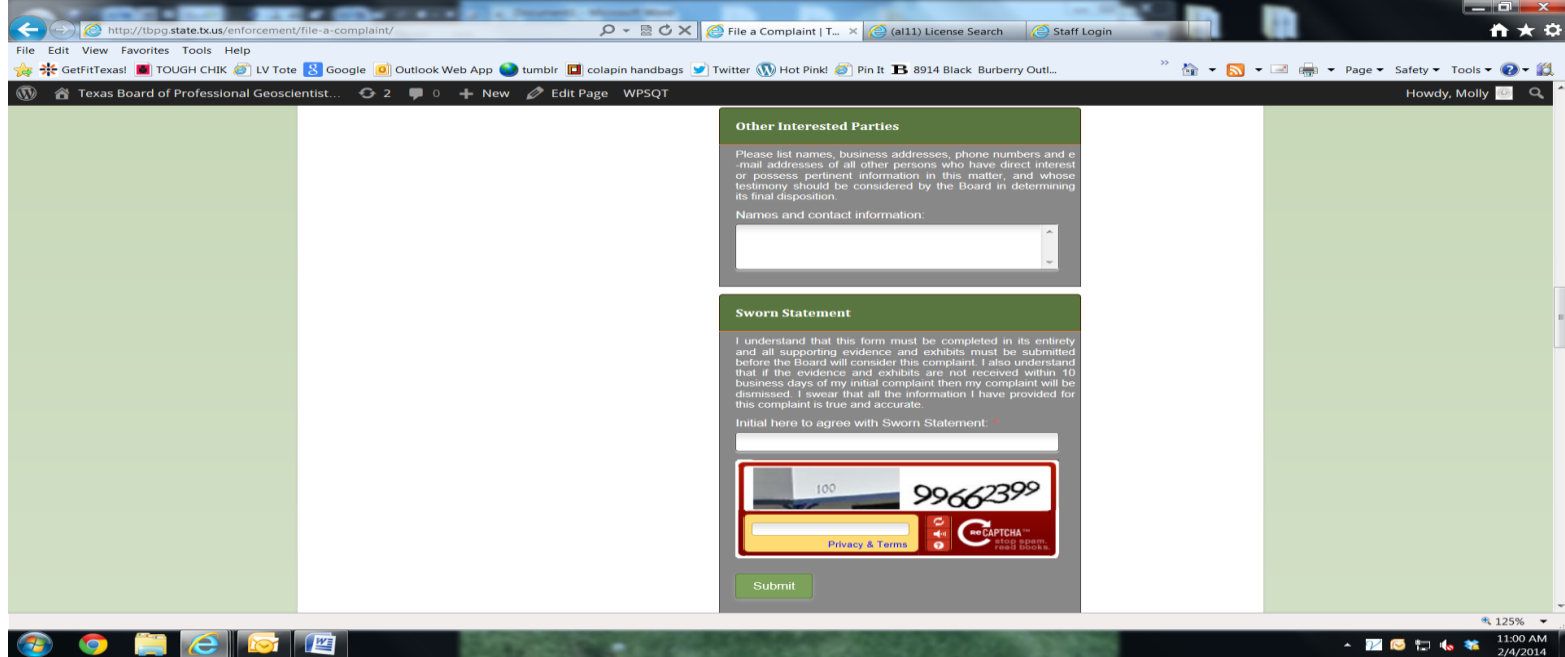 Document1 - Microsoft Word
http://tbpg.state.tx.us/enforcement/file-a-complaint/
File a Complaint | T...
(al11) License Search
Staff Login
File Edit View Favorites Tools Help
GetFitTexas! TOUGH CHIK LV Tote Google Outlook Web App tumblr colapin handbags Twitter Hot Pink! Pin It B 8914 Black Burberry Outl... Page Safety Tools
Texas Board of Professional Geoscientist... 2 0 New Edit Page WPSQT Howdy, Molly
Other Interested Parties
Please list names, business addresses, phone numbers and e
-mail addresses of all other persons who have direct interest
or possess pertinent information in this matter, and whose
testimony should be considered by the Board in determining
its final disposition.
Names and contact information:
Sworn Statement
I understand that this form must be completed in its entirety
and all supporting evidence and exhibits must be submitted
before the Board will consider this complaint. I also understand
that if the evidence and exhibits are not received within 10
business days of my initial complaint then my complaint will be
dismissed. I swear that all the information I have provided for
this complaint is true and accurate.
Initial here to agree with Sworn Statement: *
100 99662399
Privacy & Terms
reCAPTCHA™
stop spam.
read books.
Submit
125%
11:00 AM
2/4/2014